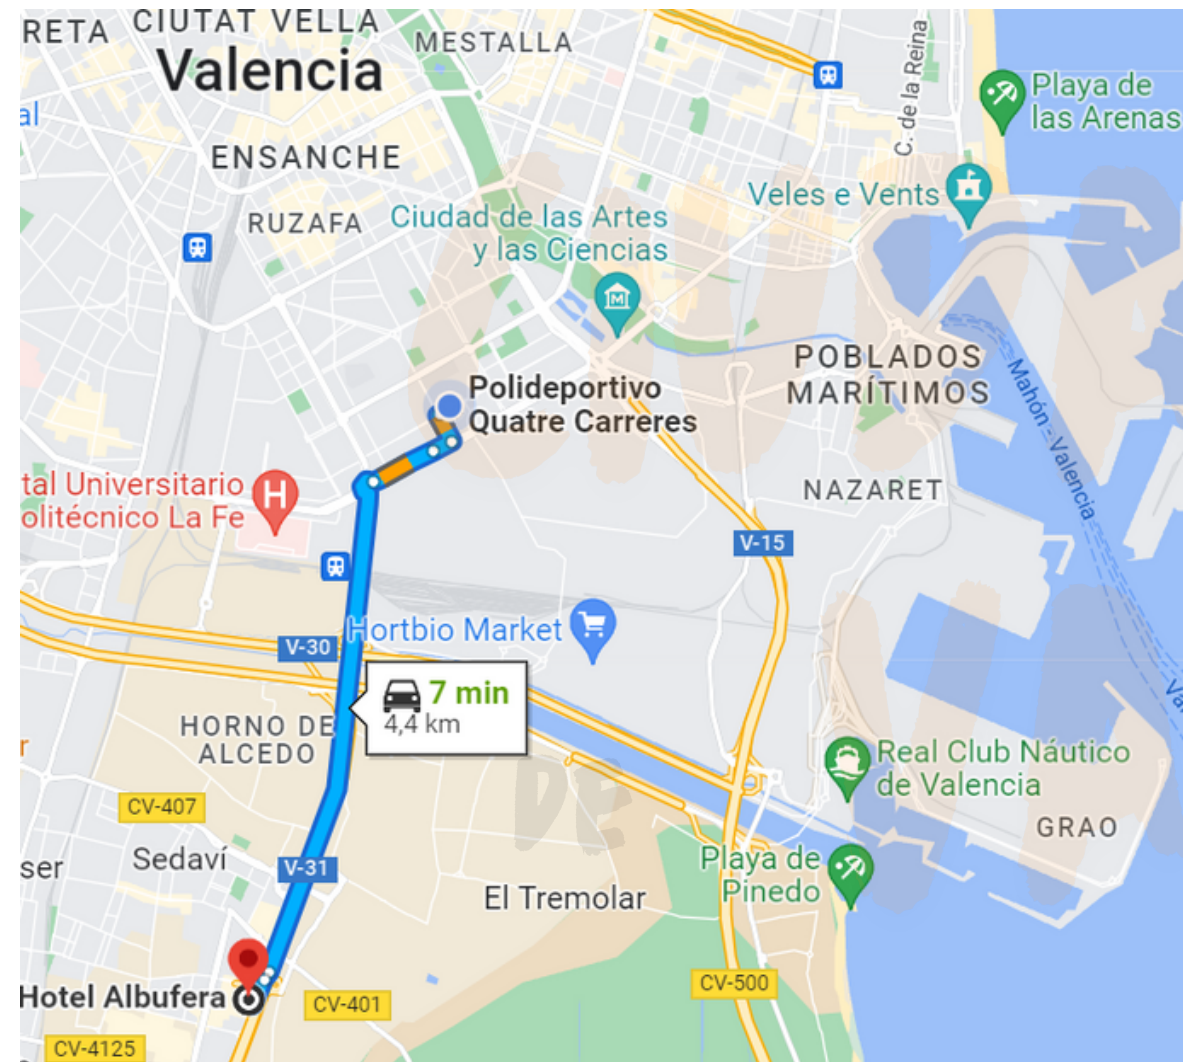 RETA
CIUTAT VELLA
MESTALLA
Valencia
C. de la Reina
Playa de
las Arenas
al
ENSANCHE
RUZAFA
Veles e Vents
Ciudad de las Artes
y las Ciencias
POBLADOS
MARÍTIMOS
Polideportivo
Quatre Carreres
Mahón - Valencia
tal Universitario
olitécnico La Fe
H
M
NAZARET
V-15
Hortbio Market
V-30
7 min
4,4 km
HORNO DE
ALCEDO
r
Real Club Náutico
de Valencia
CV-407
GRAO
DE
Sedaví
ser
V-31
Playa de
Pinedo
El Tremolar
CV-500
Hotel Albufera
CV-401
CV-4125